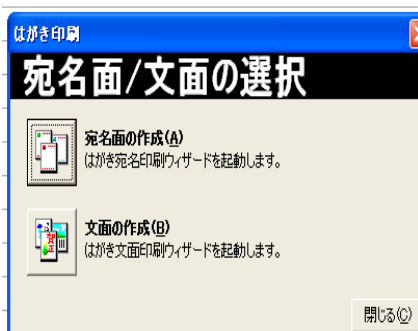 はがき印刷
宛名面/文面の選択
宛名面の作成(A)
はがき宛名印刷ウィザードを起動します。
文面の作成(B)
はがき文面印刷ウィザードを起動します。
閉じる(C)